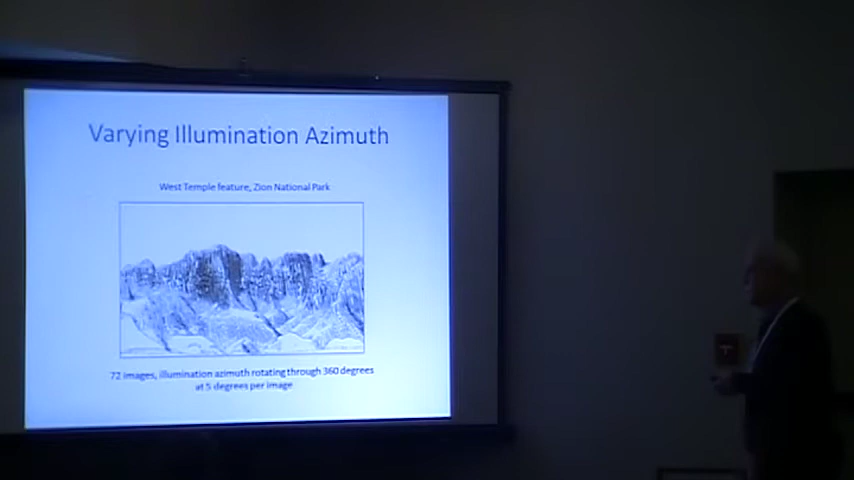 Varying Illumination Azimuth
West Temple feature, Zion National Park
72 images, illumination azimuth rotating through 360 degrees
at 5 degrees per image